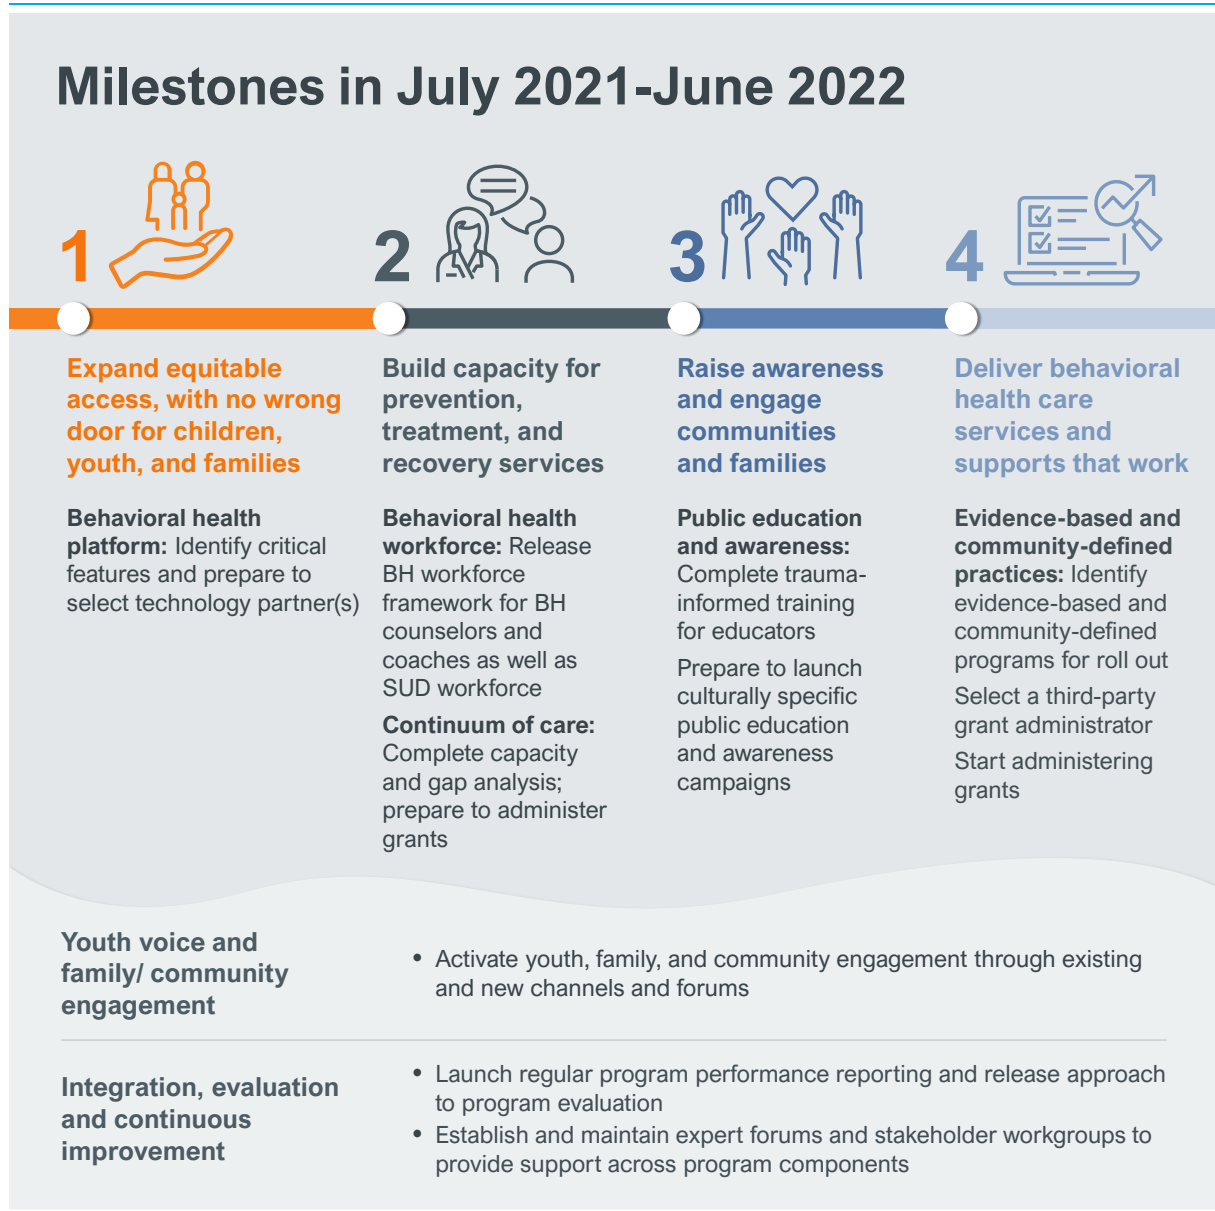 Milestones in July 2021-June 2022
1
2
3
4
Expand equitable
access, with no wrong
door for children,
youth, and families
Behavioral health
platform: Identify critical
features and prepare to
select technology partner(s)
Build capacity for
prevention,
treatment, and
recovery services
Behavioral health
workforce: Release
BH workforce
framework for BH
counselors and
coaches as well as
SUD workforce
Continuum of care:
Complete capacity
and gap analysis;
prepare to administer
grants
Raise awareness
and engage
communities
and families
Public education
and awareness:
Complete trauma-
informed training
for educators
Prepare to launch
culturally specific
public education
and awareness
campaigns
Deliver behavioral
health care
services and
supports that work
Evidence-based and
community-defined
practices: Identify
evidence-based and
community-defined
programs for roll out
Select a third-party
grant administrator
Start administering
grants
Youth voice and
family/ community
engagement
• Activate youth, family, and community engagement through existing
and new channels and forums
Integration, evaluation
and continuous
improvement
• Launch regular program performance reporting and release approach
to program evaluation
• Establish and maintain expert forums and stakeholder workgroups to
provide support across program components